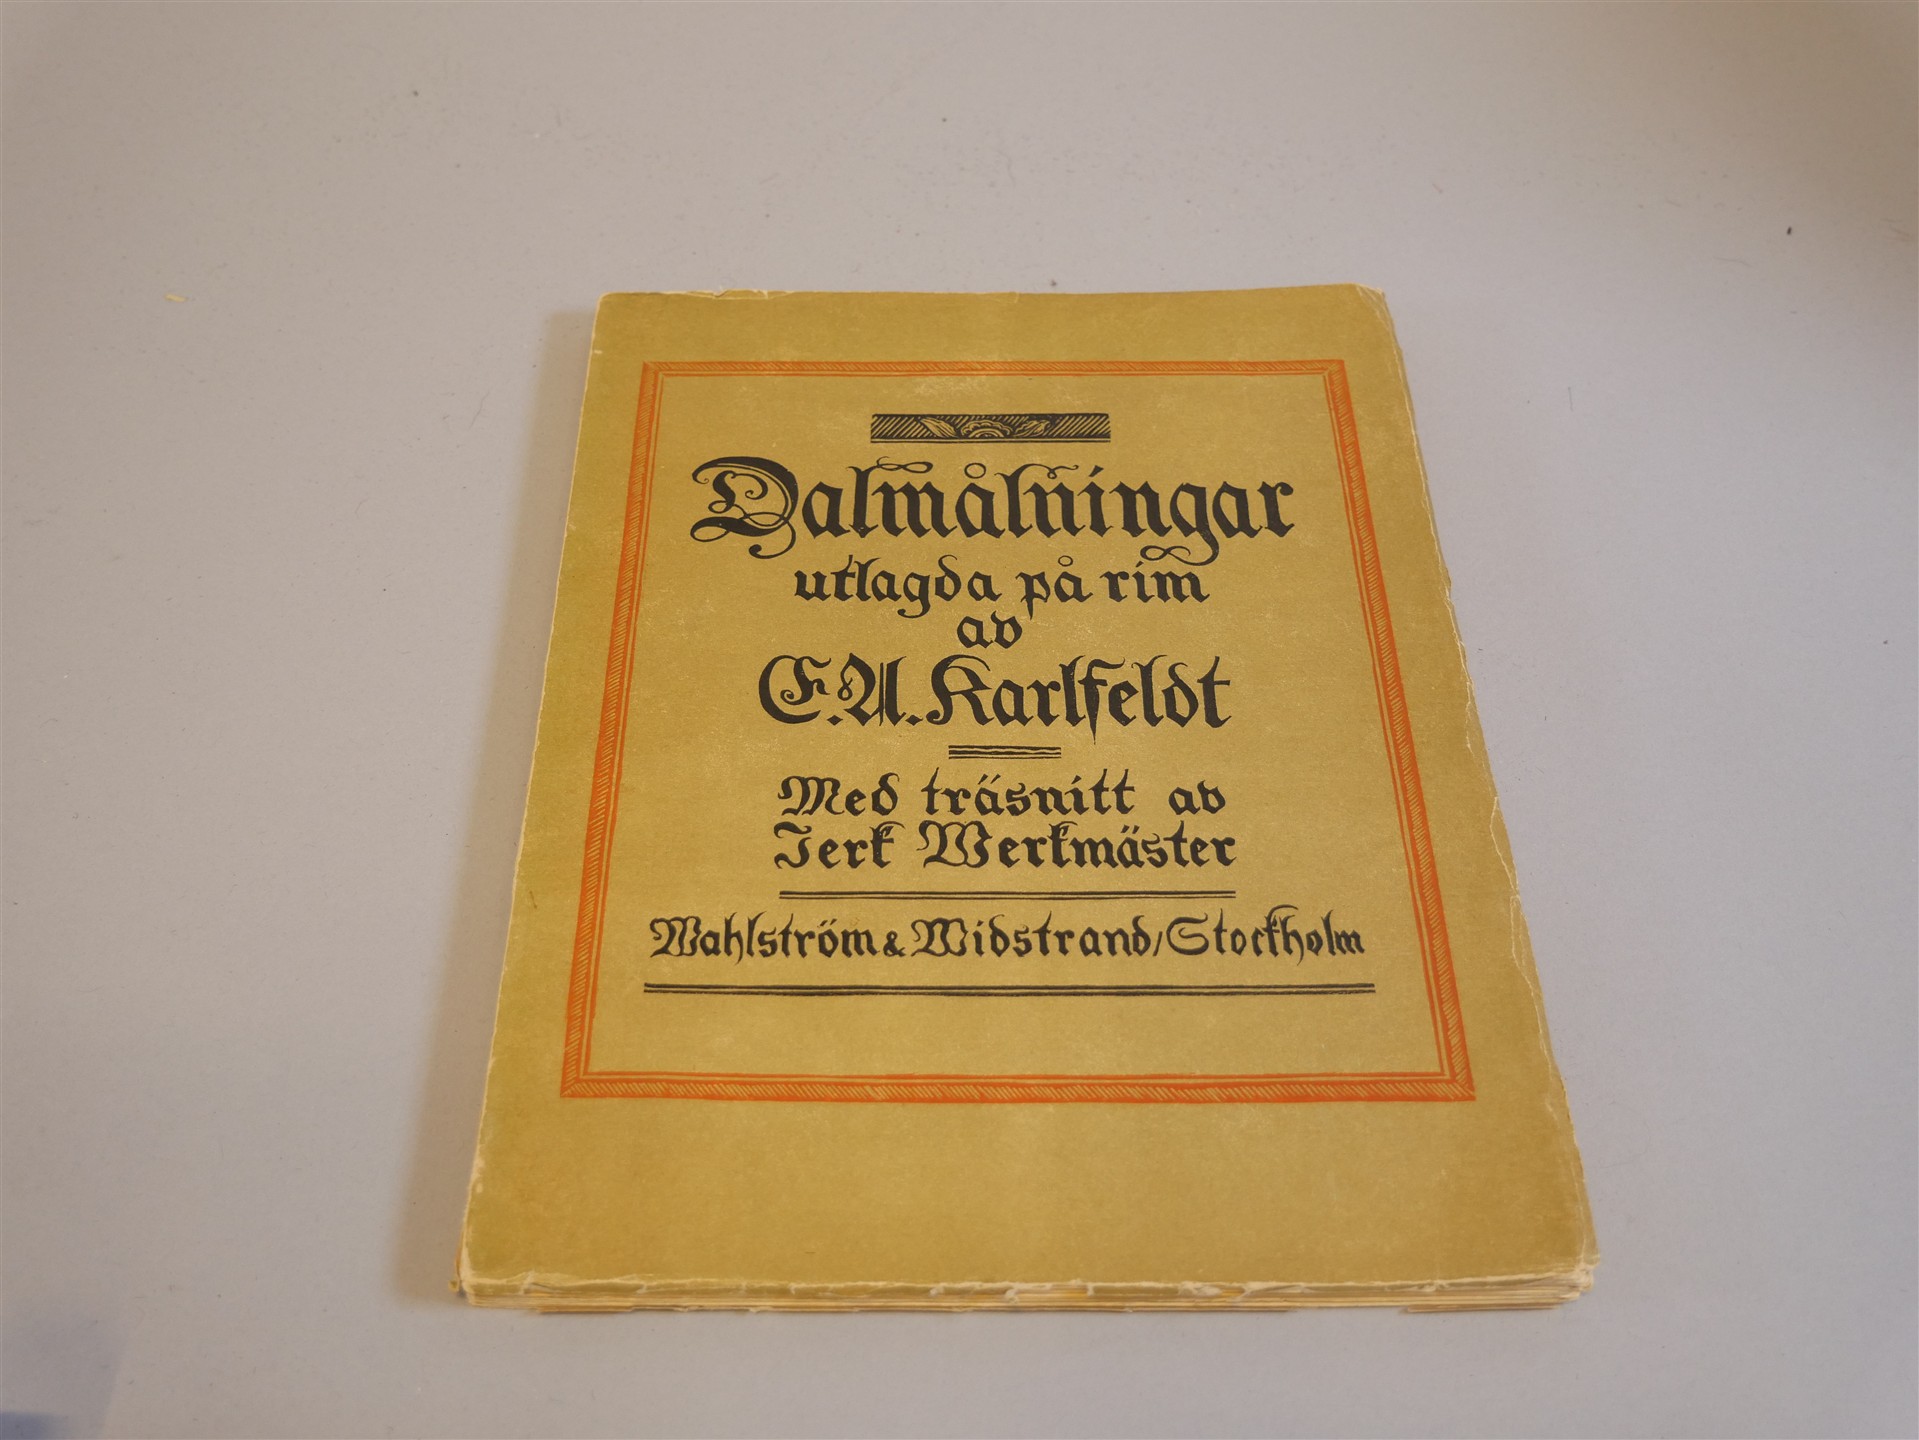 Dalmålningar
utlagda på rim
av
E.A. Karlfeldt
Med träsnitt av
Jerk Werkmäster
Wahlström & Widstrand/Stockholm